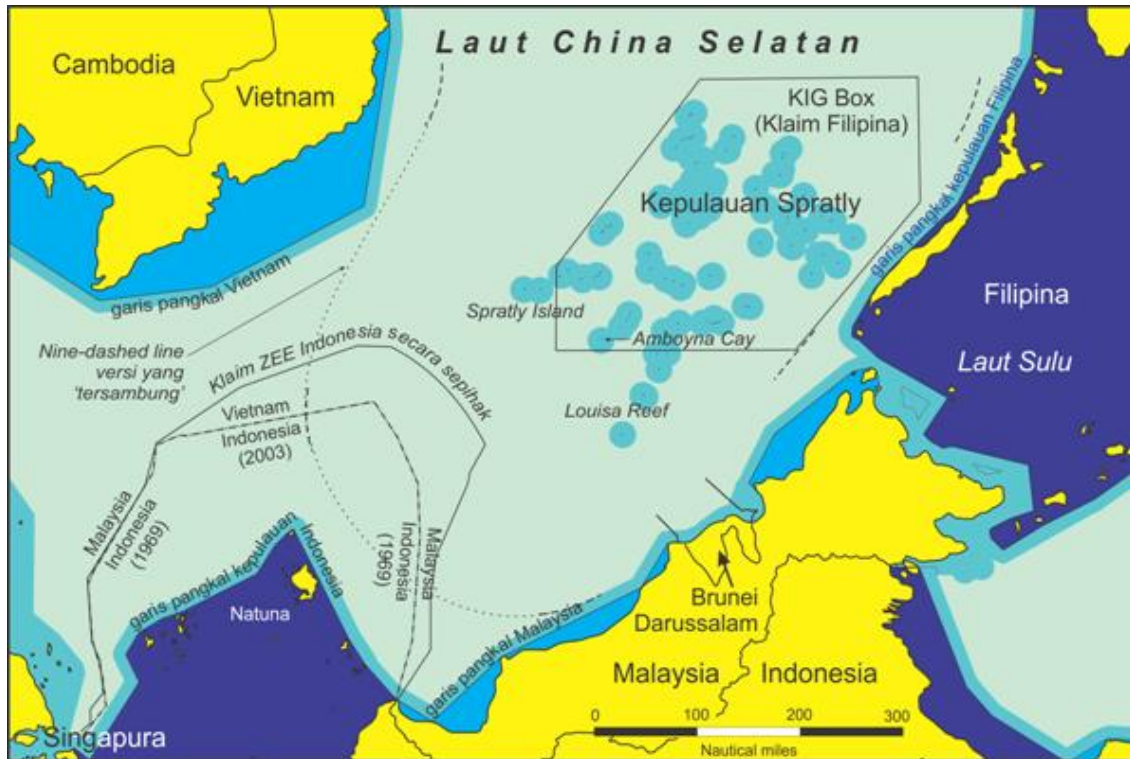 Laut China Selatan
Cambodia
Vietnam
KIG Box
(Klaim Filipina)
garis pangkal kepulauan Filipina
Kepulauan Spratly
garis pangkal Vietnam
Spratly Island
Filipina
Amboyna Cay
Laut Sulu
Nine-dashed line
versi yang
'tersambung'
Klaim ZEE Indonesia secara sepihak
Vietnam
Indonesia
(2003)
Louisa Reef
Malaysia
Indonesia
(1969)
Malaysia
Indonesia
(1969)
garis pangkal kepulauan Indonesia
Natuna
garis pangkal Malaysia
Brunei
Darussalam
Malaysia
Indonesia
0 100 200 300
Nautical miles
Singapura